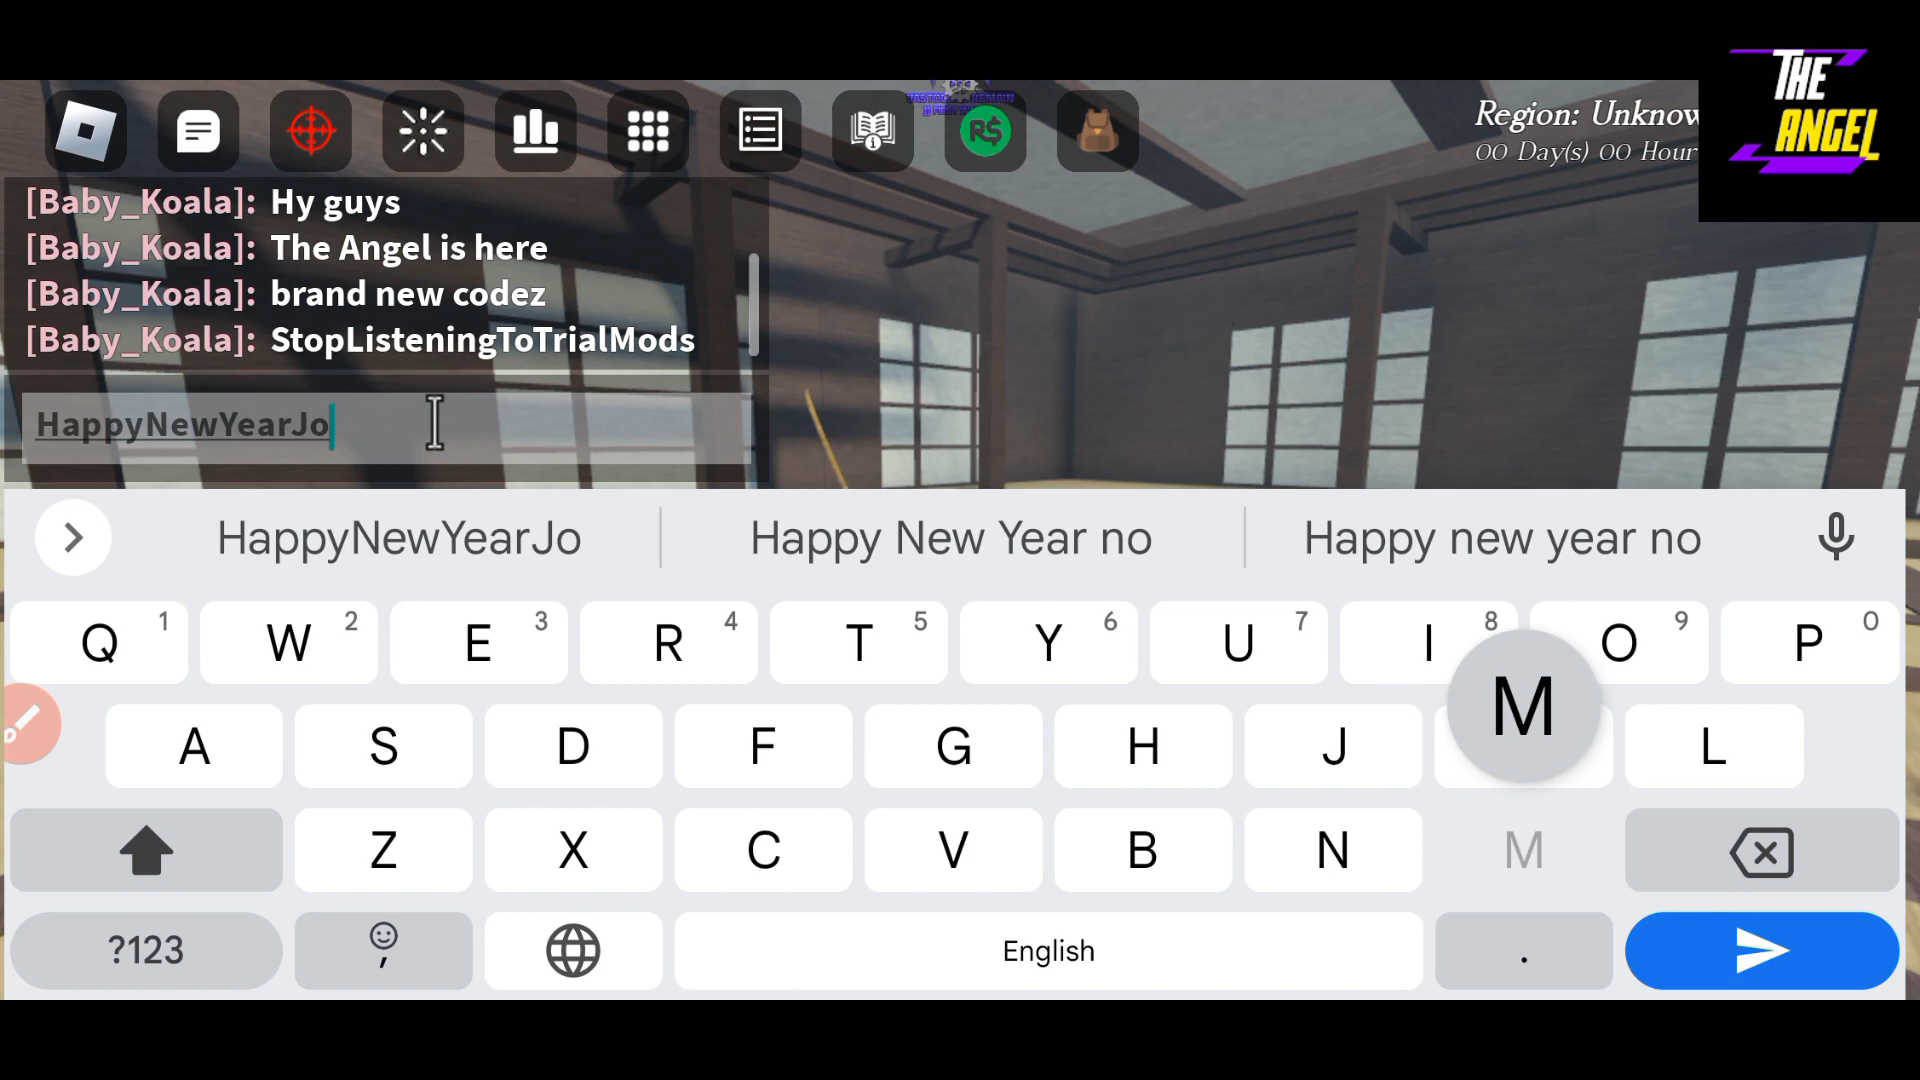 THE
ANGEL
Region: Unknow
00 Day(s) 00 Hour
R$
[Baby_Koala]: Hy guys
[Baby_Koala]: The Angel is here
[Baby_Koala]: brand new codez
[Baby_Koala]: StopListeningToTrialMods
HappyNewYearJo
HappyNewYearJo Happy New Year no Happy new year no
Q 1 W 2 E 3 R 4 T 5 Y 6 U 7 I 8 O 9 P 0
A S D F G H J M L
Z X C V B N M
?123 , English .